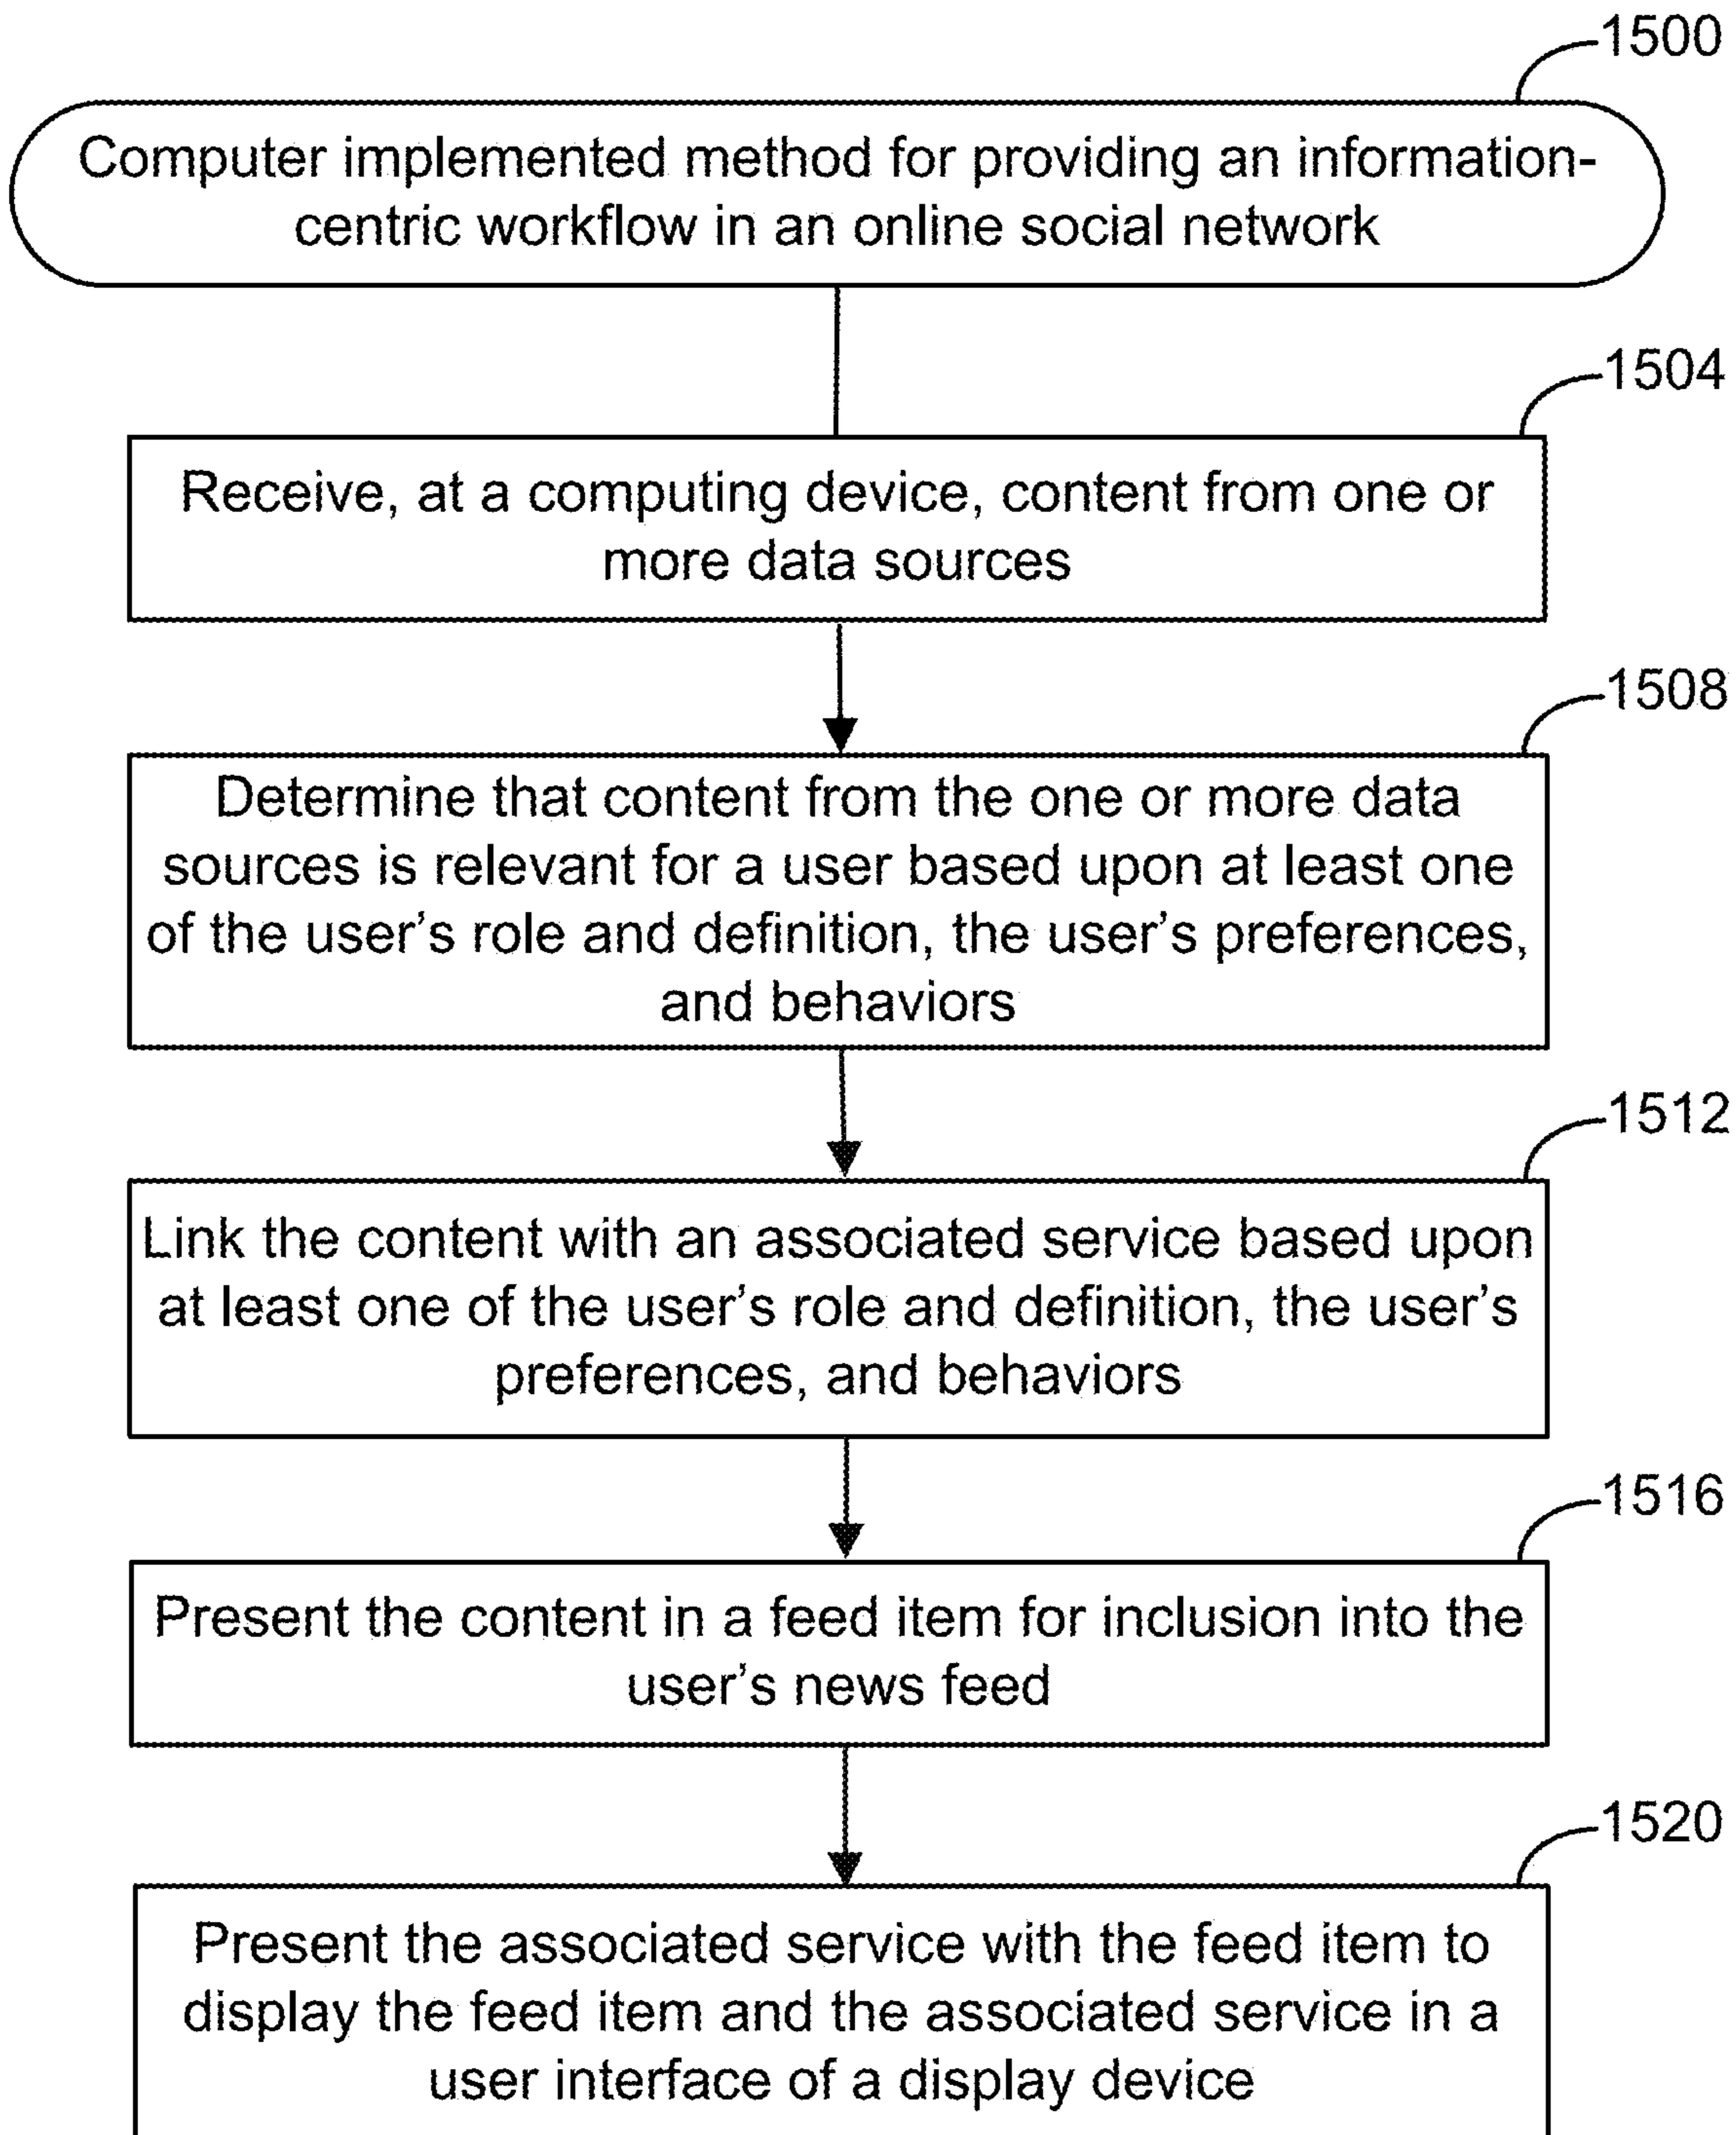 1500
Computer implemented method for providing an information-
centric workflow in an online social network
1504
Receive, at a computing device, content from one or
more data sources
1508
Determine that content from the one or more data
sources is relevant for a user based upon at least one
of the user’s role and definition, the user’s preferences,
and behaviors
1512
Link the content with an associated service based upon
at least one of the user’s role and definition, the user’s
preferences, and behaviors
1516
Present the content in a feed item for inclusion into the
user’s news feed
1520
Present the associated service with the feed item to
display the feed item and the associated service in a
user interface of a display device